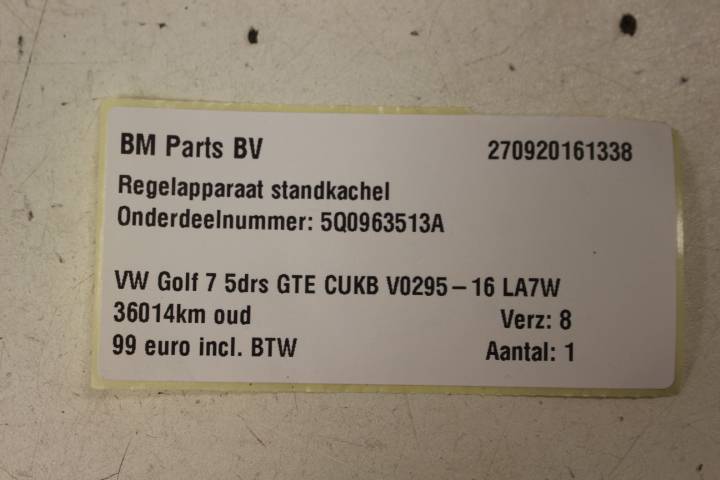 BM Parts BV 270920161338
Regelapparaat standkachel
Onderdeelnummer: 5Q0963513A
VW Golf 7 5drs GTE CUKB V0295-16 LA7W
36014km oud Verz: 8
99 euro incl. BTW Aantal: 1